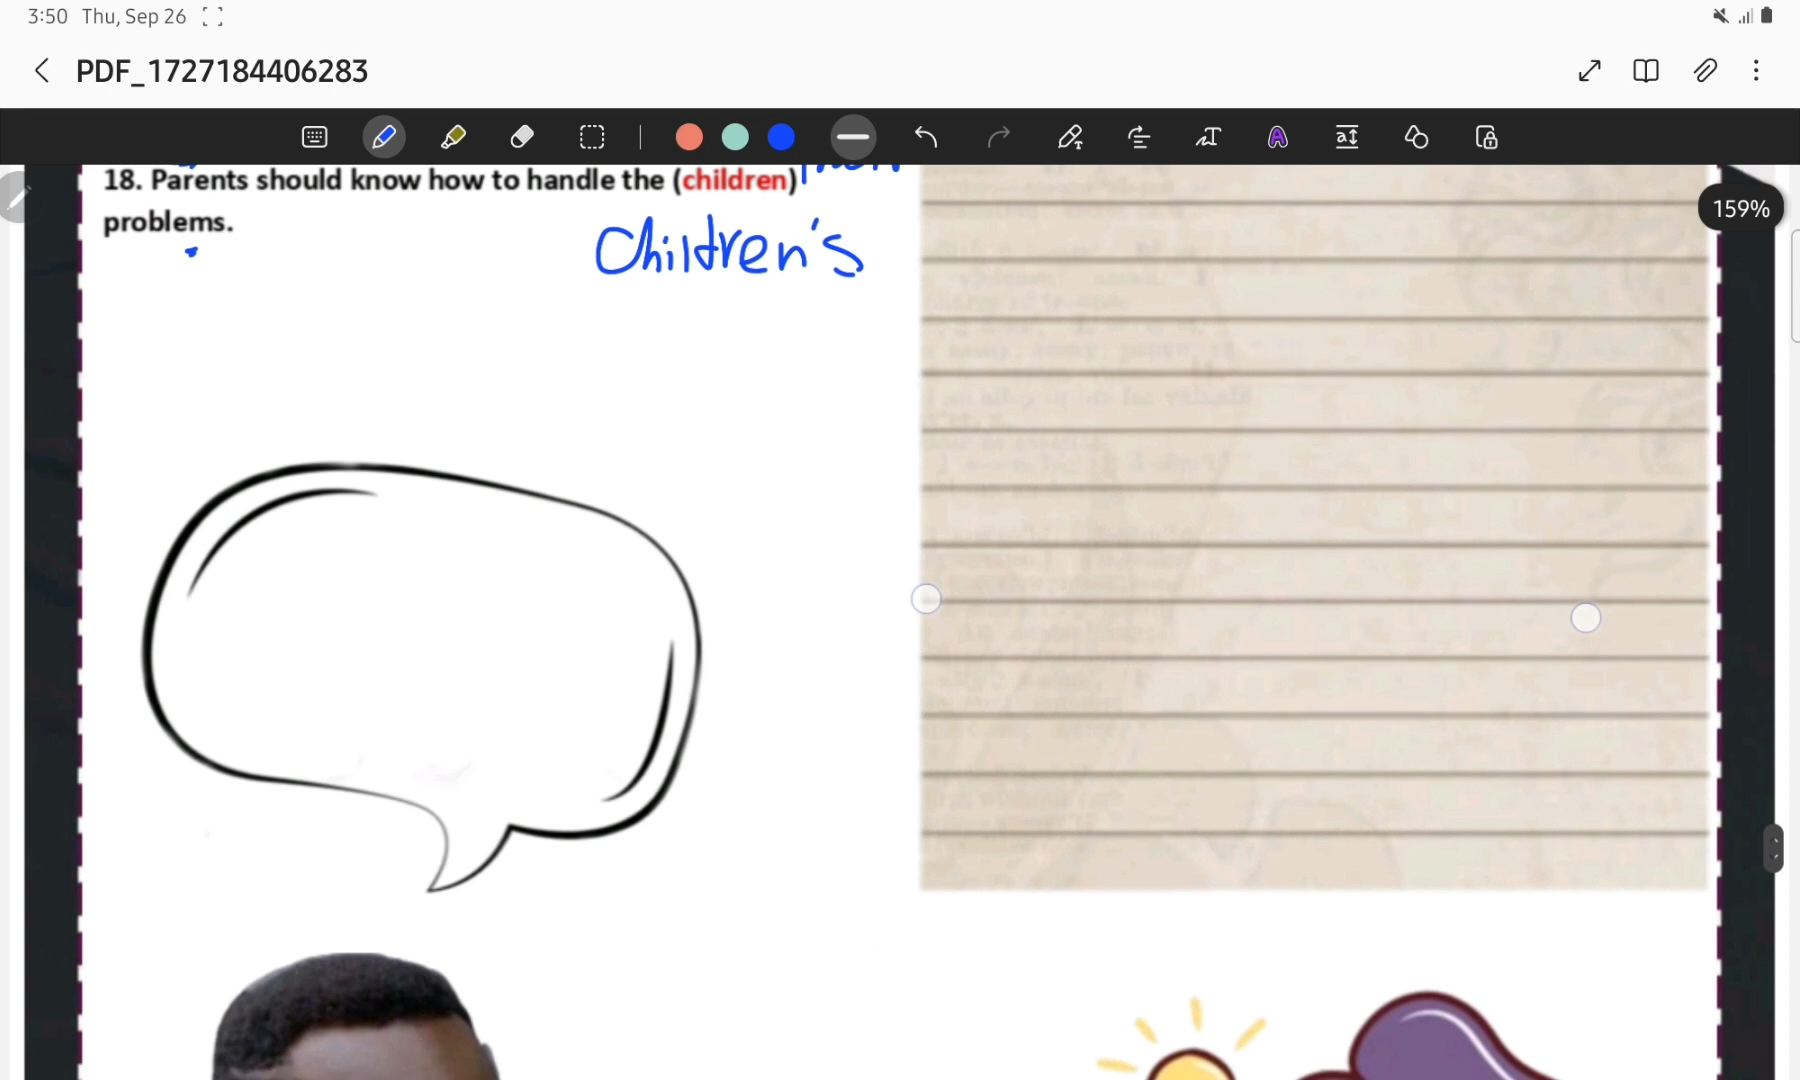 3:50 Thu, Sep 26
PDF_1727184406283
159%
18. Parents should know how to handle the (children)
problems.
Children's